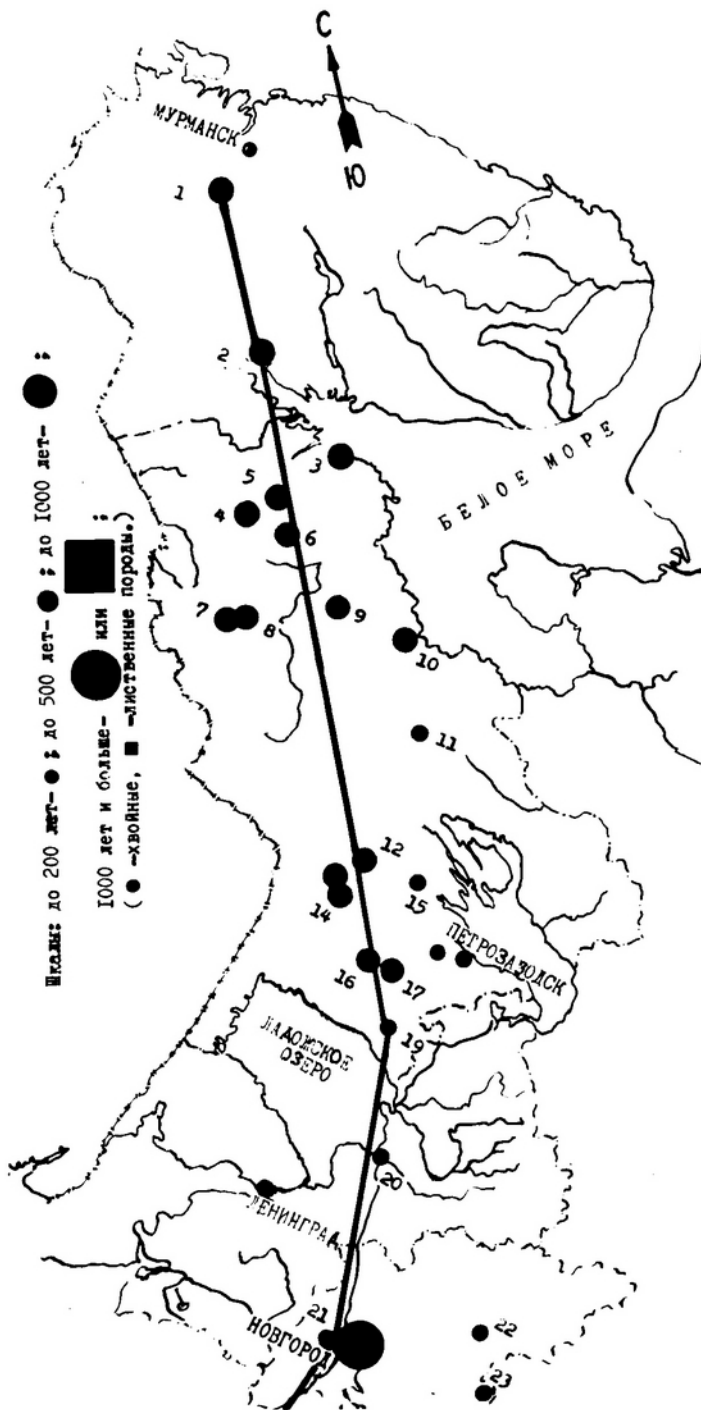 С
Ю
МУРМАНСК
1
2
3
5
4
6
7
8
9
10
11
БЕЛОЕ МОРЕ
Шкалы: до 200 лет- ● ; до 500 лет- ● ; до 1000 лет- ● ;
1000 лет и больше- ● или ■ ;
( ● -хвойные, ■ -лиственные породы.)
12
14
15
16
17
ПЕТРОЗАВОДСК
19
ЛАДОЖСКОЕ
ОЗЕРО
20
ЛЕНИНГРАД
21
НОВГОРОД
22
23